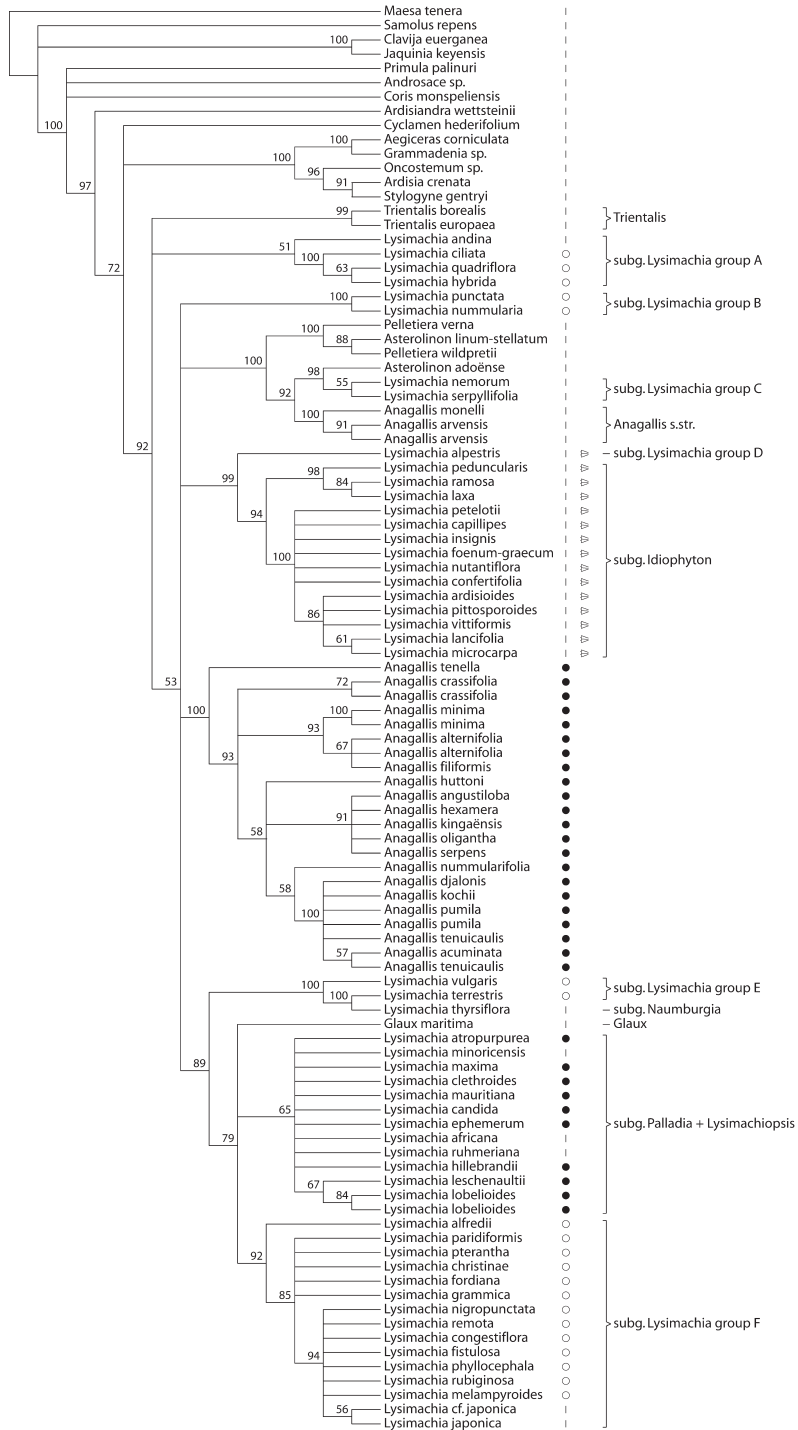 Maesa tenera
Samolus repens
100 Clavija euerganea
Jaquinia keyensis
Primula palinuri
Androsace sp.
Coris monspeliensis
Ardisiandra wettsteinii
100 Cyclamen hederifolium
100 Aegiceras corniculata
100 Grammadenia sp.
96 Oncostemum sp.
97 91 Ardisia crenata
Stylogyne gentryi
99 Trientalis borealis
Trientalis europaea Trientalis
51 Lysimachia andina
100 Lysimachia ciliata
72 63 Lysimachia quadriflora subg. Lysimachia group A
Lysimachia hybrida
100 Lysimachia punctata
Lysimachia nummularia subg. Lysimachia group B
100 Pelletiera verna
88 Asterolinon linum-stellatum
100 Pelletiera wildpretii
98 Asterolinon adoënse
92 55 Lysimachia nemorum
Lysimachia serpyllifolia subg. Lysimachia group C
100 Anagallis monelli
91 Anagallis arvensis Anagallis s.str.
Anagallis arvensis
92 Lysimachia alpestris subg. Lysimachia group D
99 98 Lysimachia peduncularis
84 Lysimachia ramosa
Lysimachia laxa
94 Lysimachia petelotii
Lysimachia capillipes
Lysimachia insignis
100 Lysimachia foenum-graecum subg. Idiophyton
Lysimachia nutantiflora
Lysimachia confertifolia
Lysimachia ardisioides
86 Lysimachia pittosporoides
Lysimachia vittiformis
61 Lysimachia lancifolia
Lysimachia microcarpa
Anagallis tenella
53 72 Anagallis crassifolia
Anagallis crassifolia
100 100 Anagallis minima
93 Anagallis minima
67 Anagallis alternifolia
93 Anagallis alternifolia
Anagallis filiformis
Anagallis huttoni
Anagallis angustiloba
91 Anagallis hexamera
Anagallis kingaënsis
58 Anagallis oligantha
Anagallis serpens
Anagallis nummularifolia
58 Anagallis djalonis
Anagallis kochii
100 Anagallis pumila
Anagallis pumila
Anagallis tenuicaulis
57 Anagallis acuminata
Anagallis tenuicaulis
100 Lysimachia vulgaris
100 Lysimachia terrestris subg. Lysimachia group E
Lysimachia thyrsiflora subg. Naumburgia
Glaux maritima Glaux
Lysimachia atropurpurea
Lysimachia minoricensis
89 Lysimachia maxima
Lysimachia clethroides
Lysimachia mauritiana
65 Lysimachia candida
Lysimachia ephemerum subg. Palladia + Lysimachiopsis
79 Lysimachia africana
Lysimachia ruhmeriana
Lysimachia hillebrandii
67 Lysimachia leschenaultii
84 Lysimachia lobelioides
Lysimachia lobelioides
Lysimachia alfredii
Lysimachia paridiformis
92 Lysimachia pterantha
Lysimachia christinae
Lysimachia fordiana
85 Lysimachia grammica
Lysimachia nigropunctata
Lysimachia remota subg. Lysimachia group F
Lysimachia congestiflora
94 Lysimachia fistulosa
Lysimachia phyllocephala
Lysimachia rubiginosa
Lysimachia melampyroides
56 Lysimachia cf. japonica
Lysimachia japonica